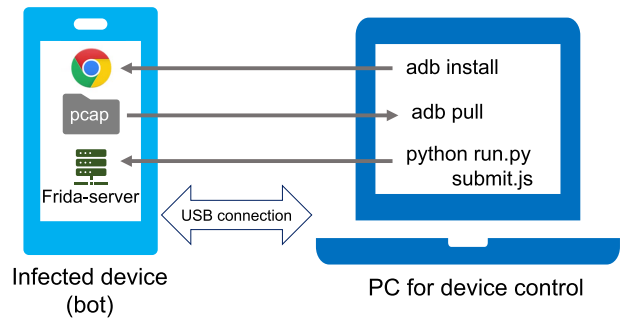 adb install
pcap
adb pull
python run.py
submit.js
Frida-server
USB connection
Infected device
(bot)
PC for device control